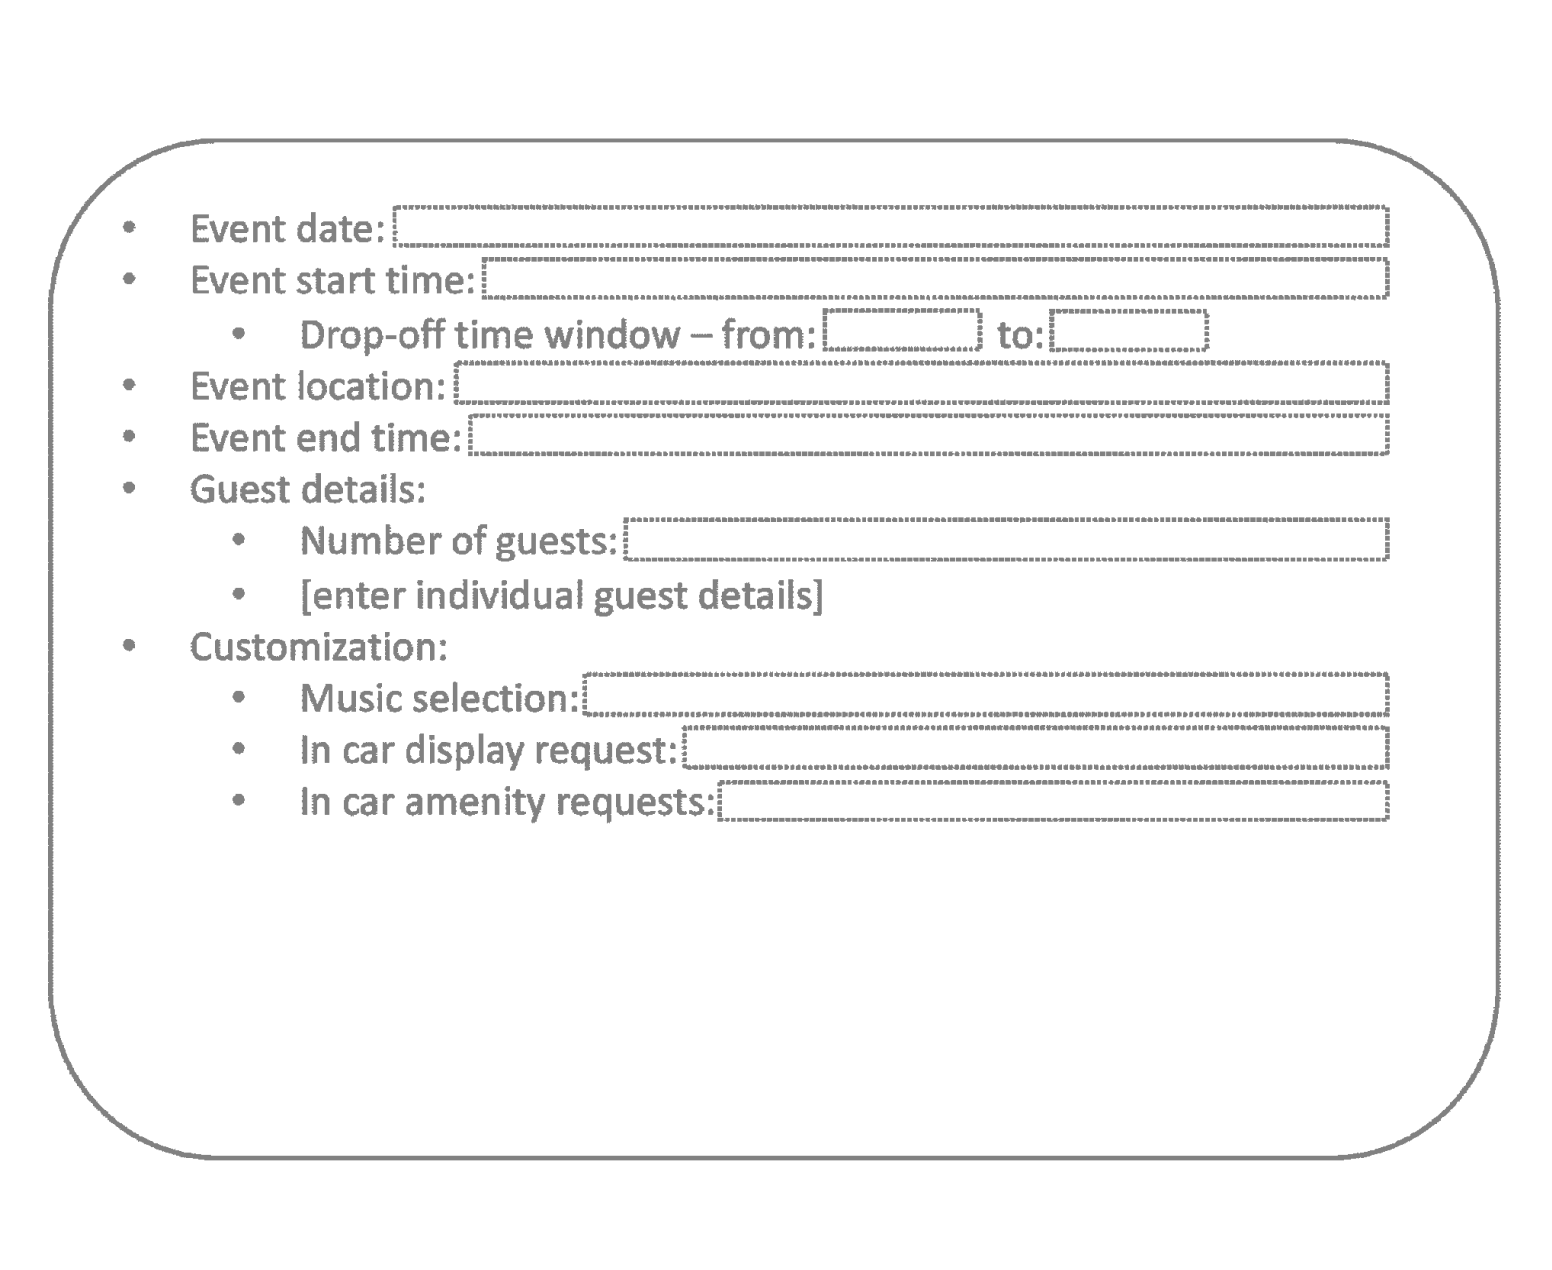 • Event date:
• Event start time:
• Drop-off time window – from: to:
• Event location:
• Event end time:
• Guest details:
• Number of guests:
• [enter individual guest details]
• Customization:
• Music selection:
• In car display request:
• In car amenity requests: